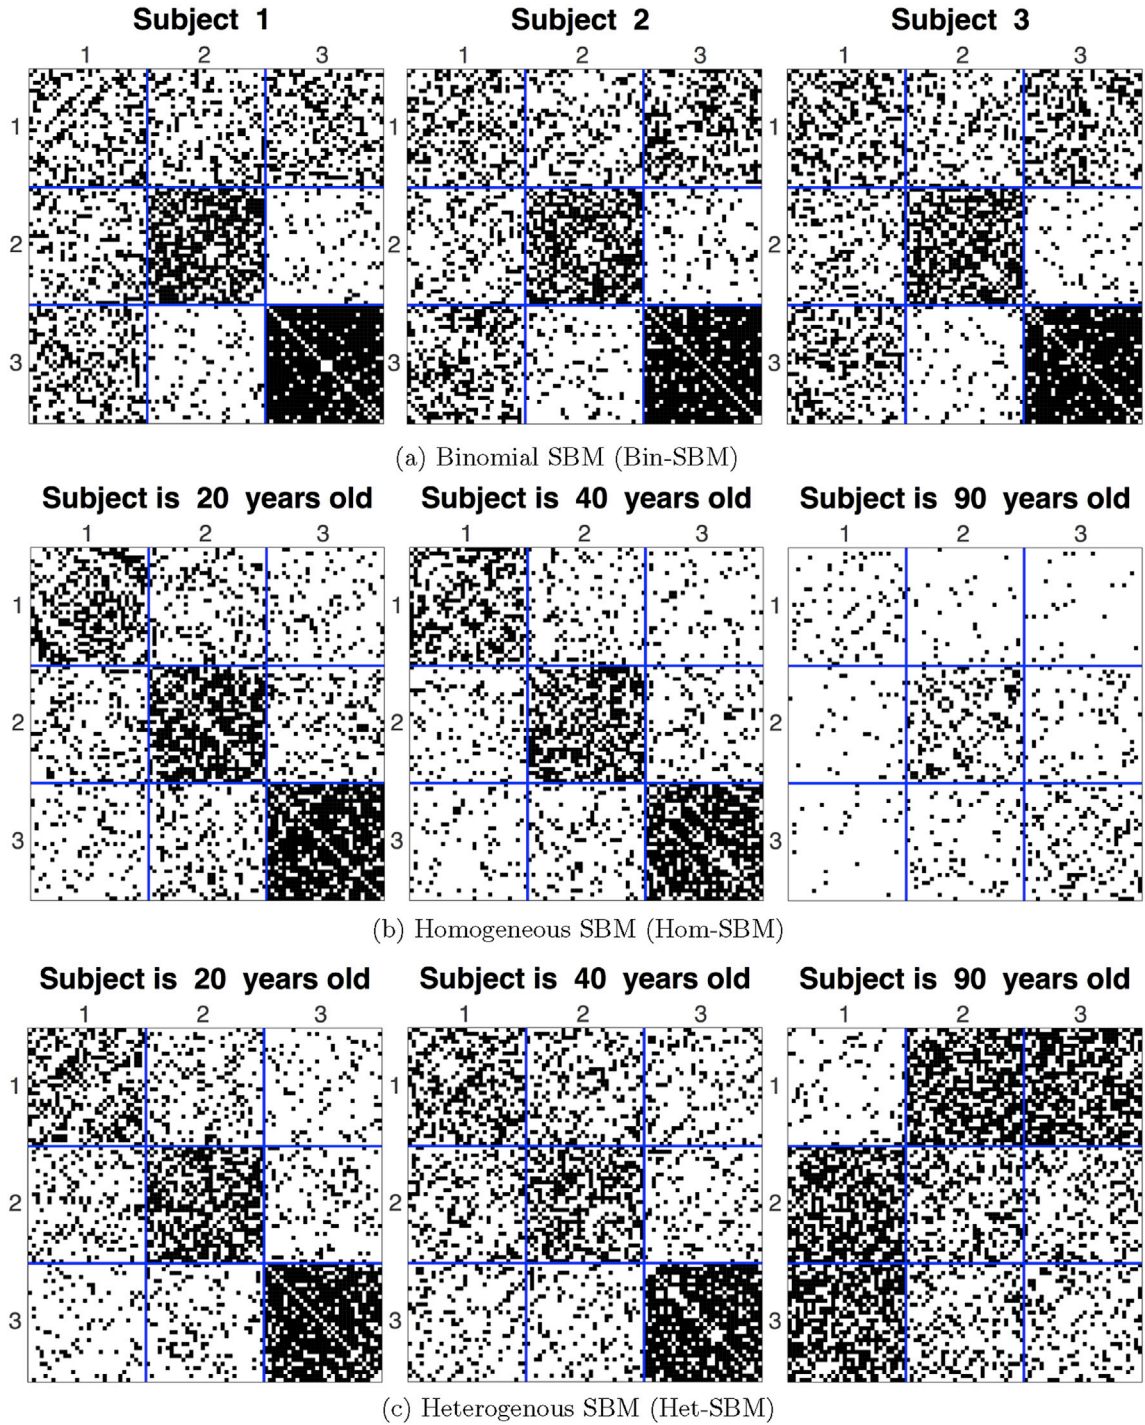 Subject 1 Subject 2 Subject 3
1 2 3 1 2 3 1 2 3
1 1 1
2 2 2
3 3 3
(a) Binomial SBM (Bin-SBM)
Subject is 20 years old Subject is 40 years old Subject is 90 years old
1 2 3 1 2 3 1 2 3
1 1 1
2 2 2
3 3 3
(b) Homogeneous SBM (Hom-SBM)
Subject is 20 years old Subject is 40 years old Subject is 90 years old
1 2 3 1 2 3 1 2 3
1 1 1
2 2 2
3 3 3
(c) Heterogenous SBM (Het-SBM)